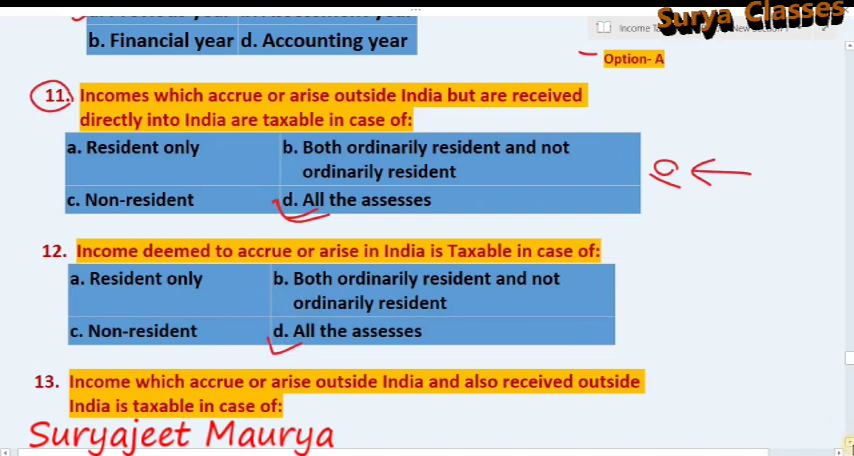 Surya Classes
b. Financial year d. Accounting year
Option- A
11. Incomes which accrue or arise outside India but are received
directly into India are taxable in case of:
a. Resident only b. Both ordinarily resident and not
ordinarily resident
c. Non-resident d. All the assesses
12. Income deemed to accrue or arise in India is Taxable in case of:
a. Resident only b. Both ordinarily resident and not
ordinarily resident
c. Non-resident d. All the assesses
13. Income which accrue or arise outside India and also received outside
India is taxable in case of:
Suryajeet Maurya